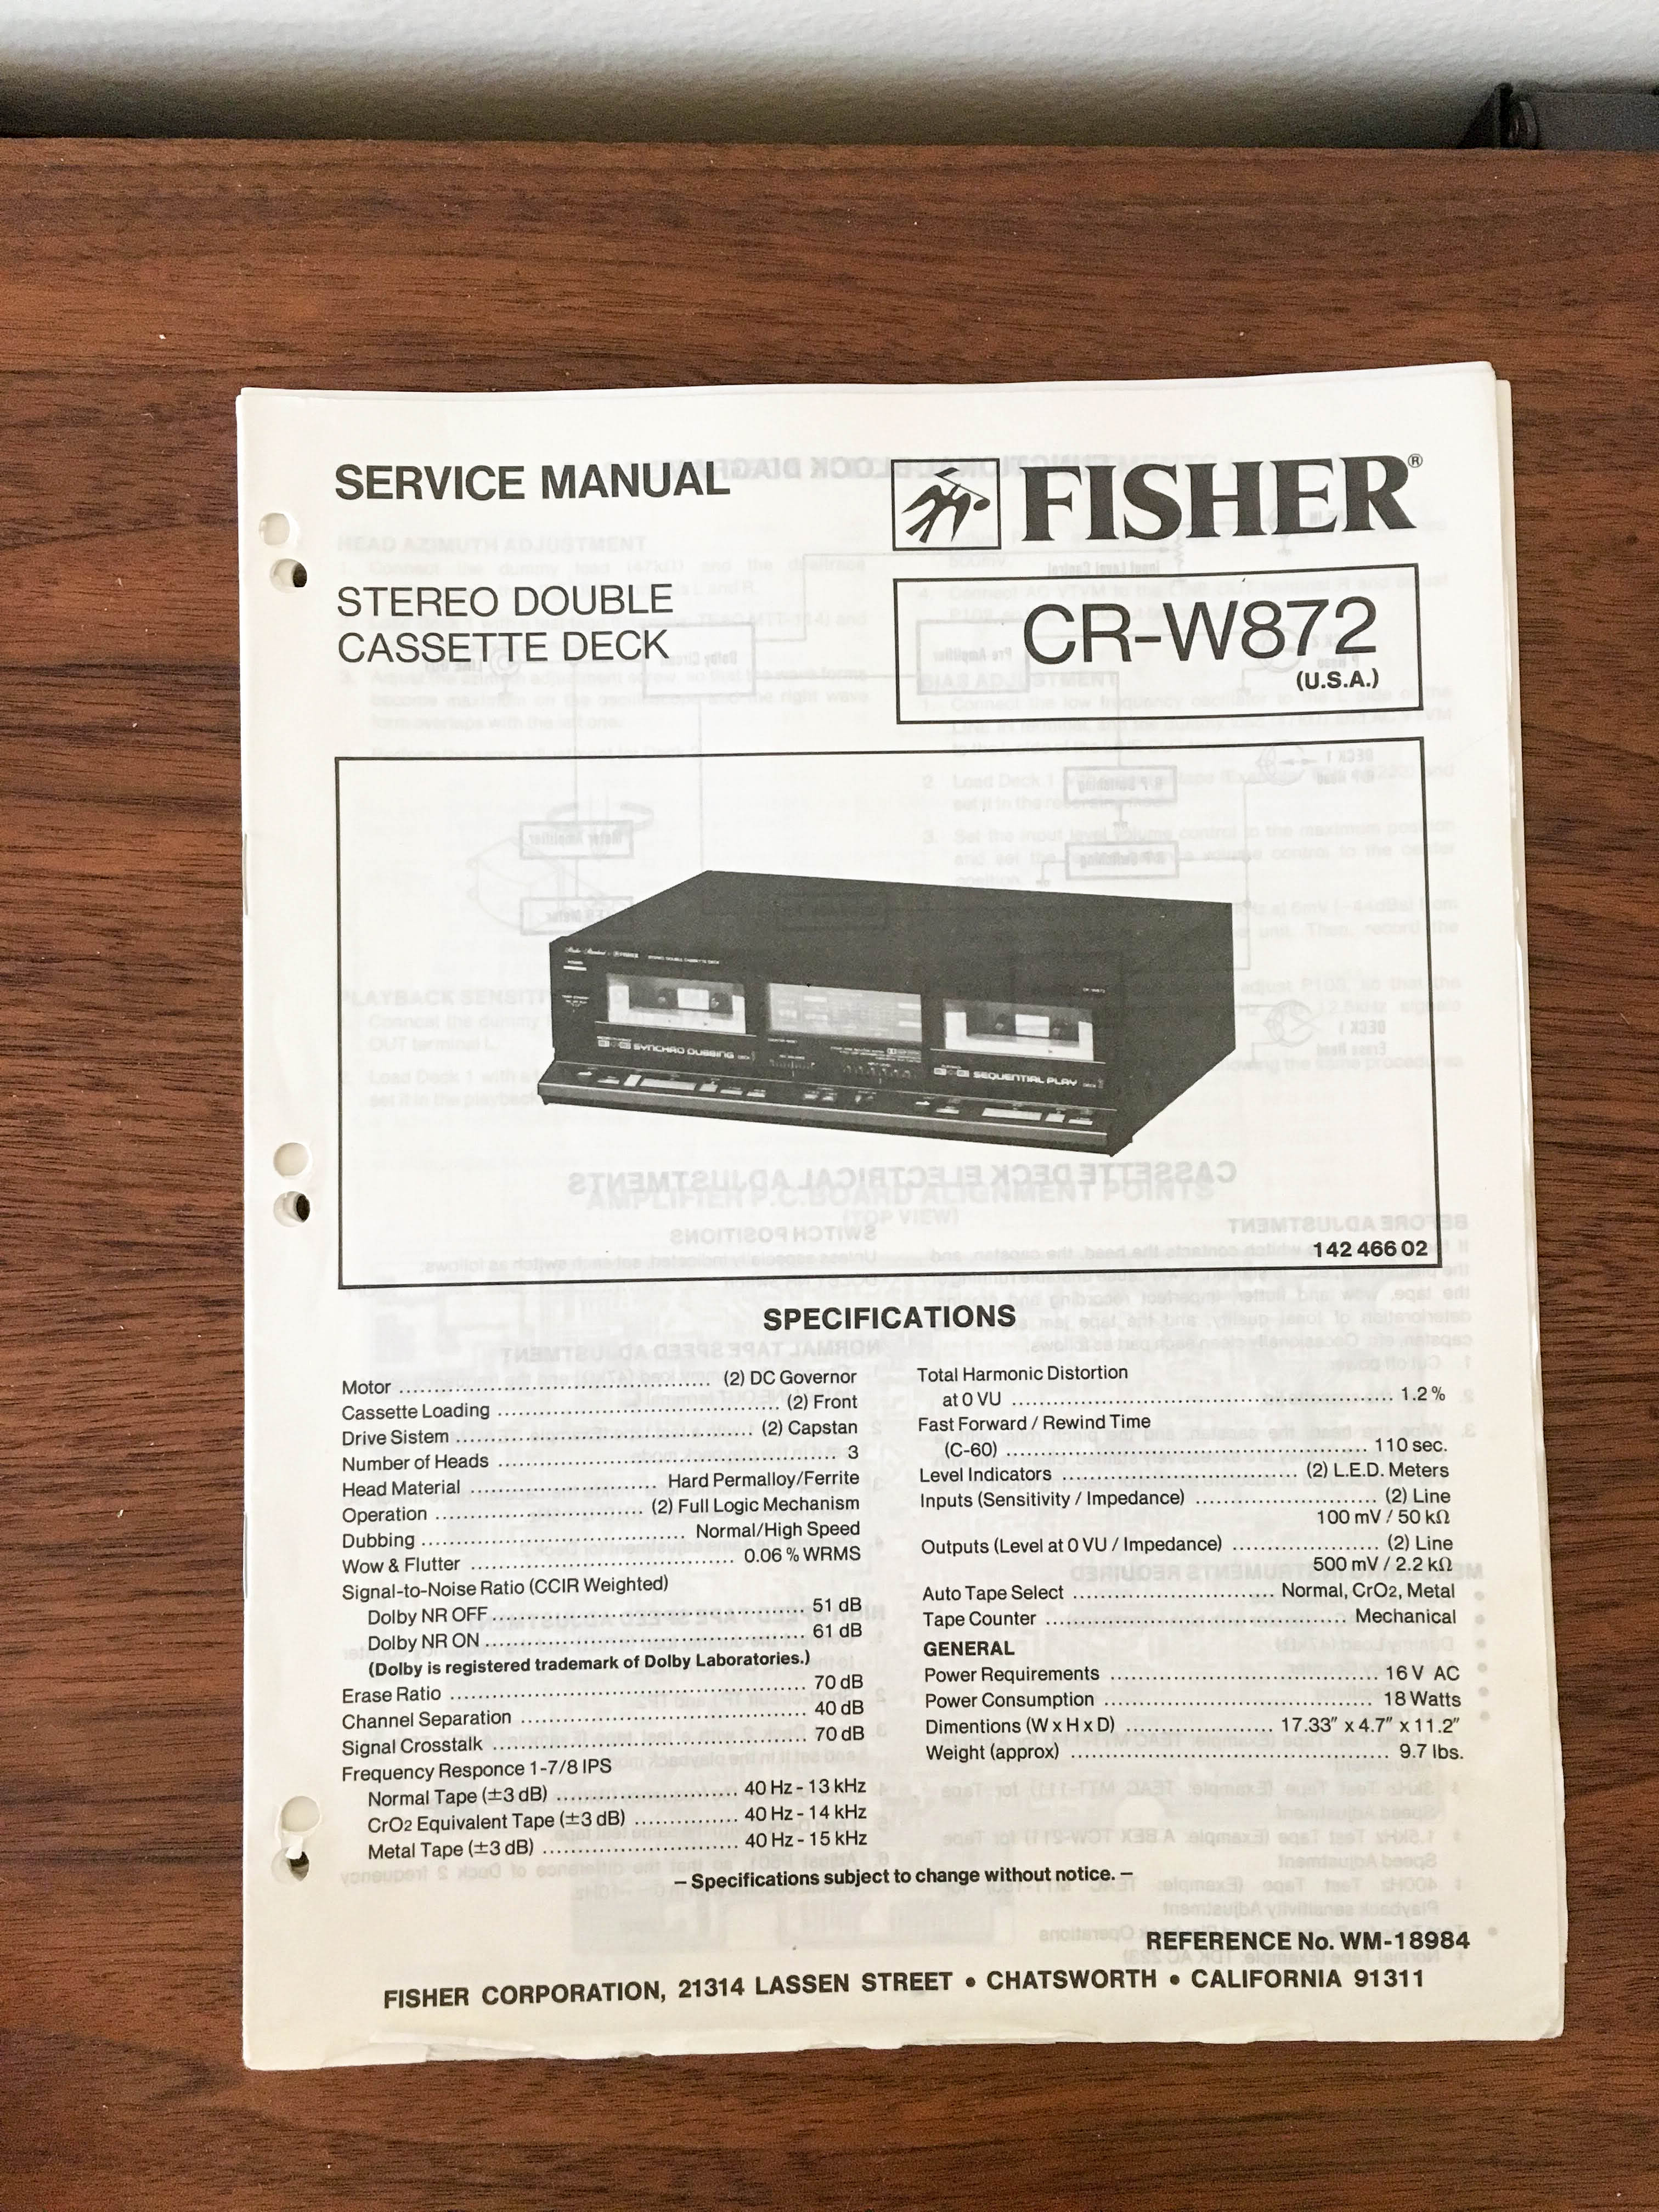 SERVICE MANUAL
FISHER®
STEREO DOUBLE
CASSETTE DECK
CR-W872
(U.S.A.)
SYNCHRO DUBBING
SEQUENTIAL PLAY
142 466 02
SPECIFICATIONS
Motor (2) DC Governor
Cassette Loading (2) Front
Drive Sistem (2) Capstan
Number of Heads 3
Head Material Hard Permalloy/Ferrite
Operation (2) Full Logic Mechanism
Dubbing Normal/High Speed
Wow & Flutter 0.06 % WRMS
Signal-to-Noise Ratio (CCIR Weighted)
Dolby NR OFF 51 dB
Dolby NR ON 61 dB
(Dolby is registered trademark of Dolby Laboratories.)
Erase Ratio 70 dB
Channel Separation 40 dB
Signal Crosstalk 70 dB
Frequency Responce 1-7/8 IPS
Normal Tape (±3 dB) 40 Hz - 13 kHz
CrO2 Equivalent Tape (±3 dB) 40 Hz - 14 kHz
Metal Tape (±3 dB) 40 Hz - 15 kHz
Total Harmonic Distortion
at 0 VU 1.2 %
Fast Forward / Rewind Time
(C-60) 110 sec.
Level Indicators (2) L.E.D. Meters
Inputs (Sensitivity / Impedance) (2) Line
100 mV / 50 kΩ
Outputs (Level at 0 VU / Impedance) (2) Line
500 mV / 2.2 kΩ
Auto Tape Select Normal, CrO2, Metal
Tape Counter Mechanical
GENERAL
Power Requirements 16 V AC
Power Consumption 18 Watts
Dimentions (W x H x D) 17.33" x 4.7" x 11.2"
Weight (approx) 9.7 lbs.
– Specifications subject to change without notice. –
REFERENCE No. WM-18984
FISHER CORPORATION, 21314 LASSEN STREET • CHATSWORTH • CALIFORNIA 91311